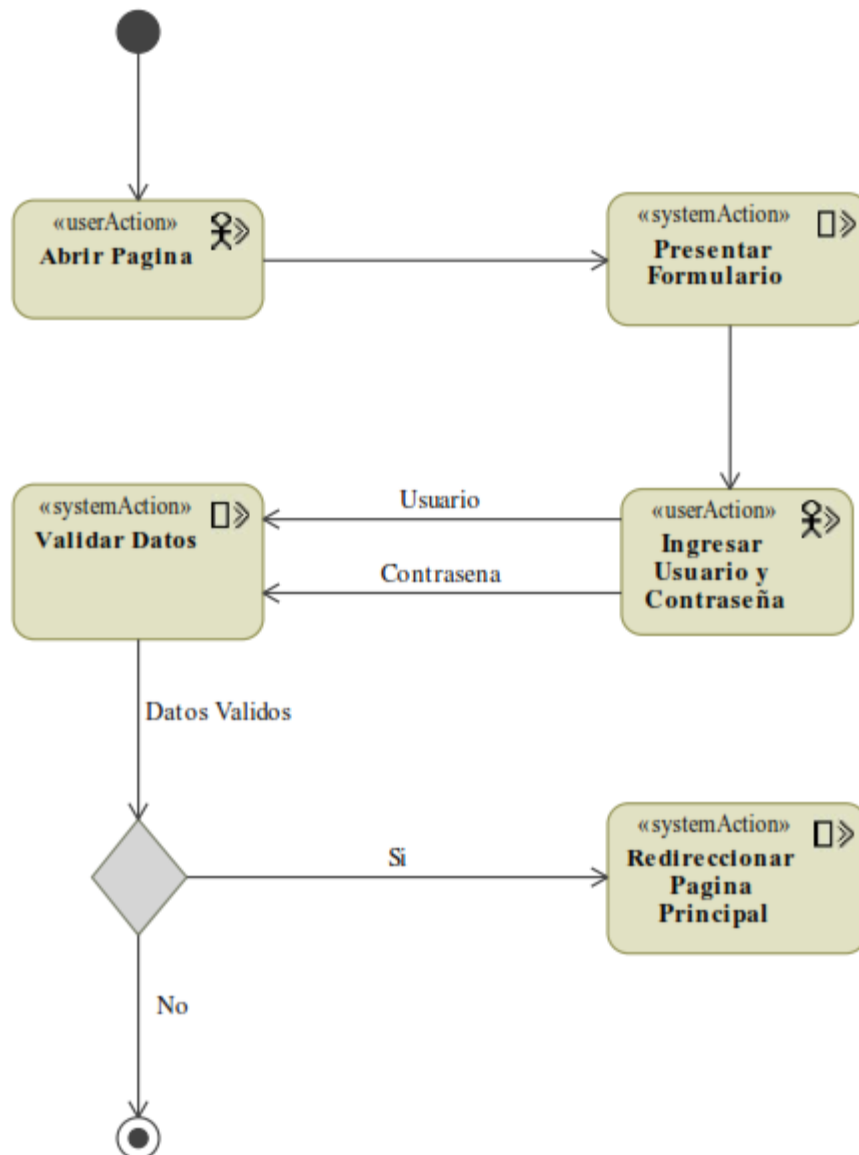 «userAction»
Abrir Pagina
«systemAction»
Presentar
Formulario
«systemAction»
Validar Datos
Usuario
Contrasena
«userAction»
Ingresar
Usuario y
Contraseña
Datos Validos
Si
«systemAction»
Redireccionar
Pagina
Principal
No